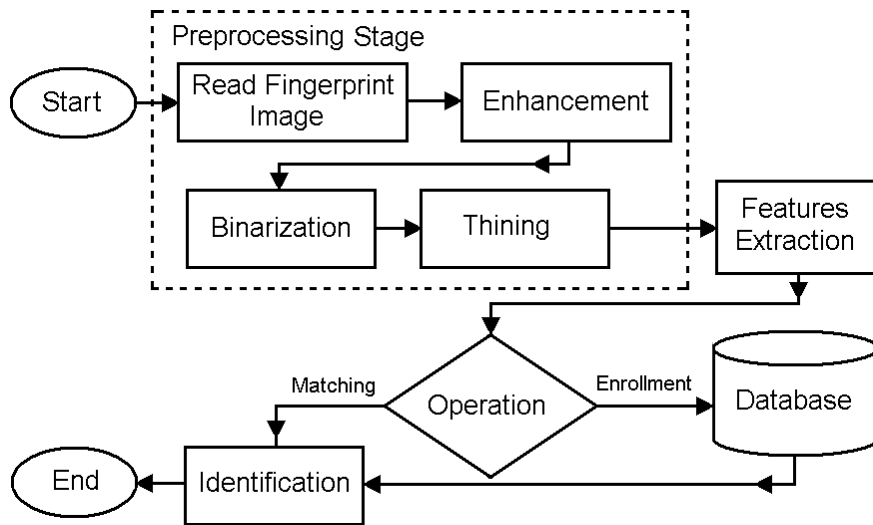 Preprocessing Stage
Start
Read Fingerprint
Image
Enhancement
Binarization
Thining
Features
Extraction
Matching
Operation
Enrollment
Database
End
Identification